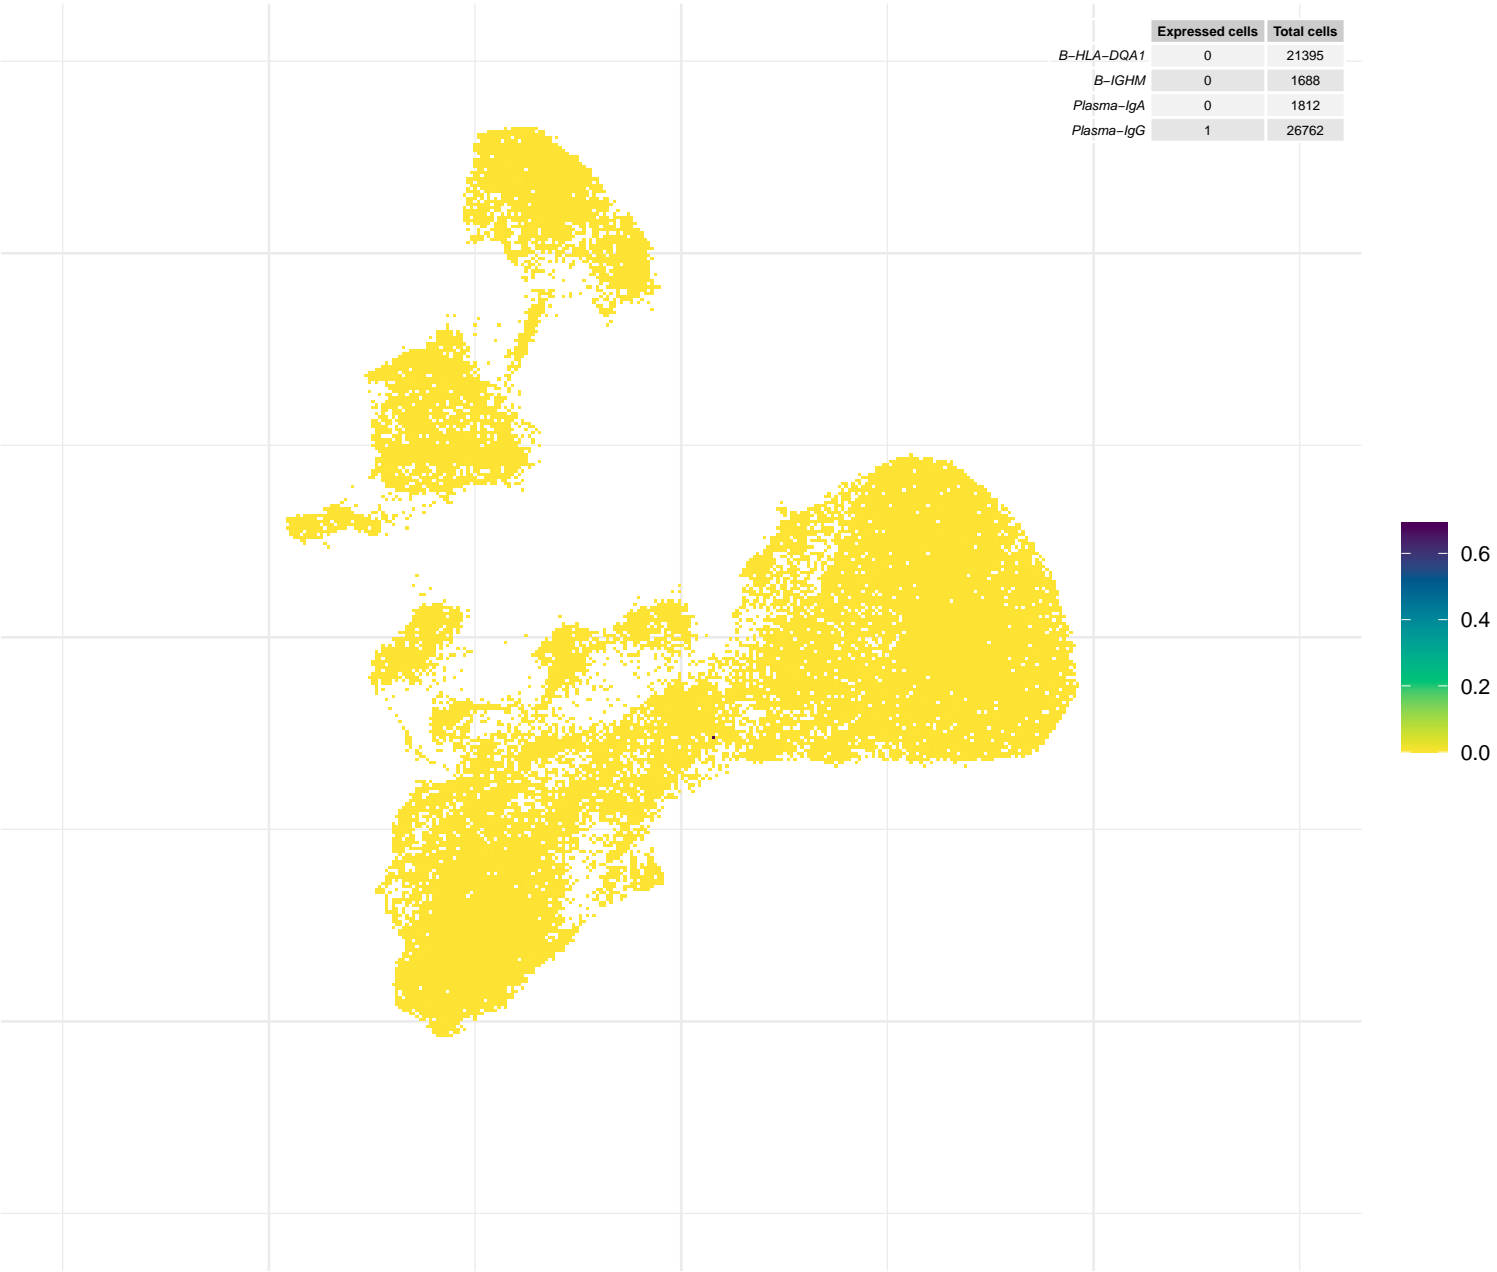 Expressed cells Total cells
B−HLA−DQA1 0 21395
B−IGHM 0 1688
Plasma−IgA 0 1812
Plasma−IgG 1 26762
0.6
0.4
0.2
0.0